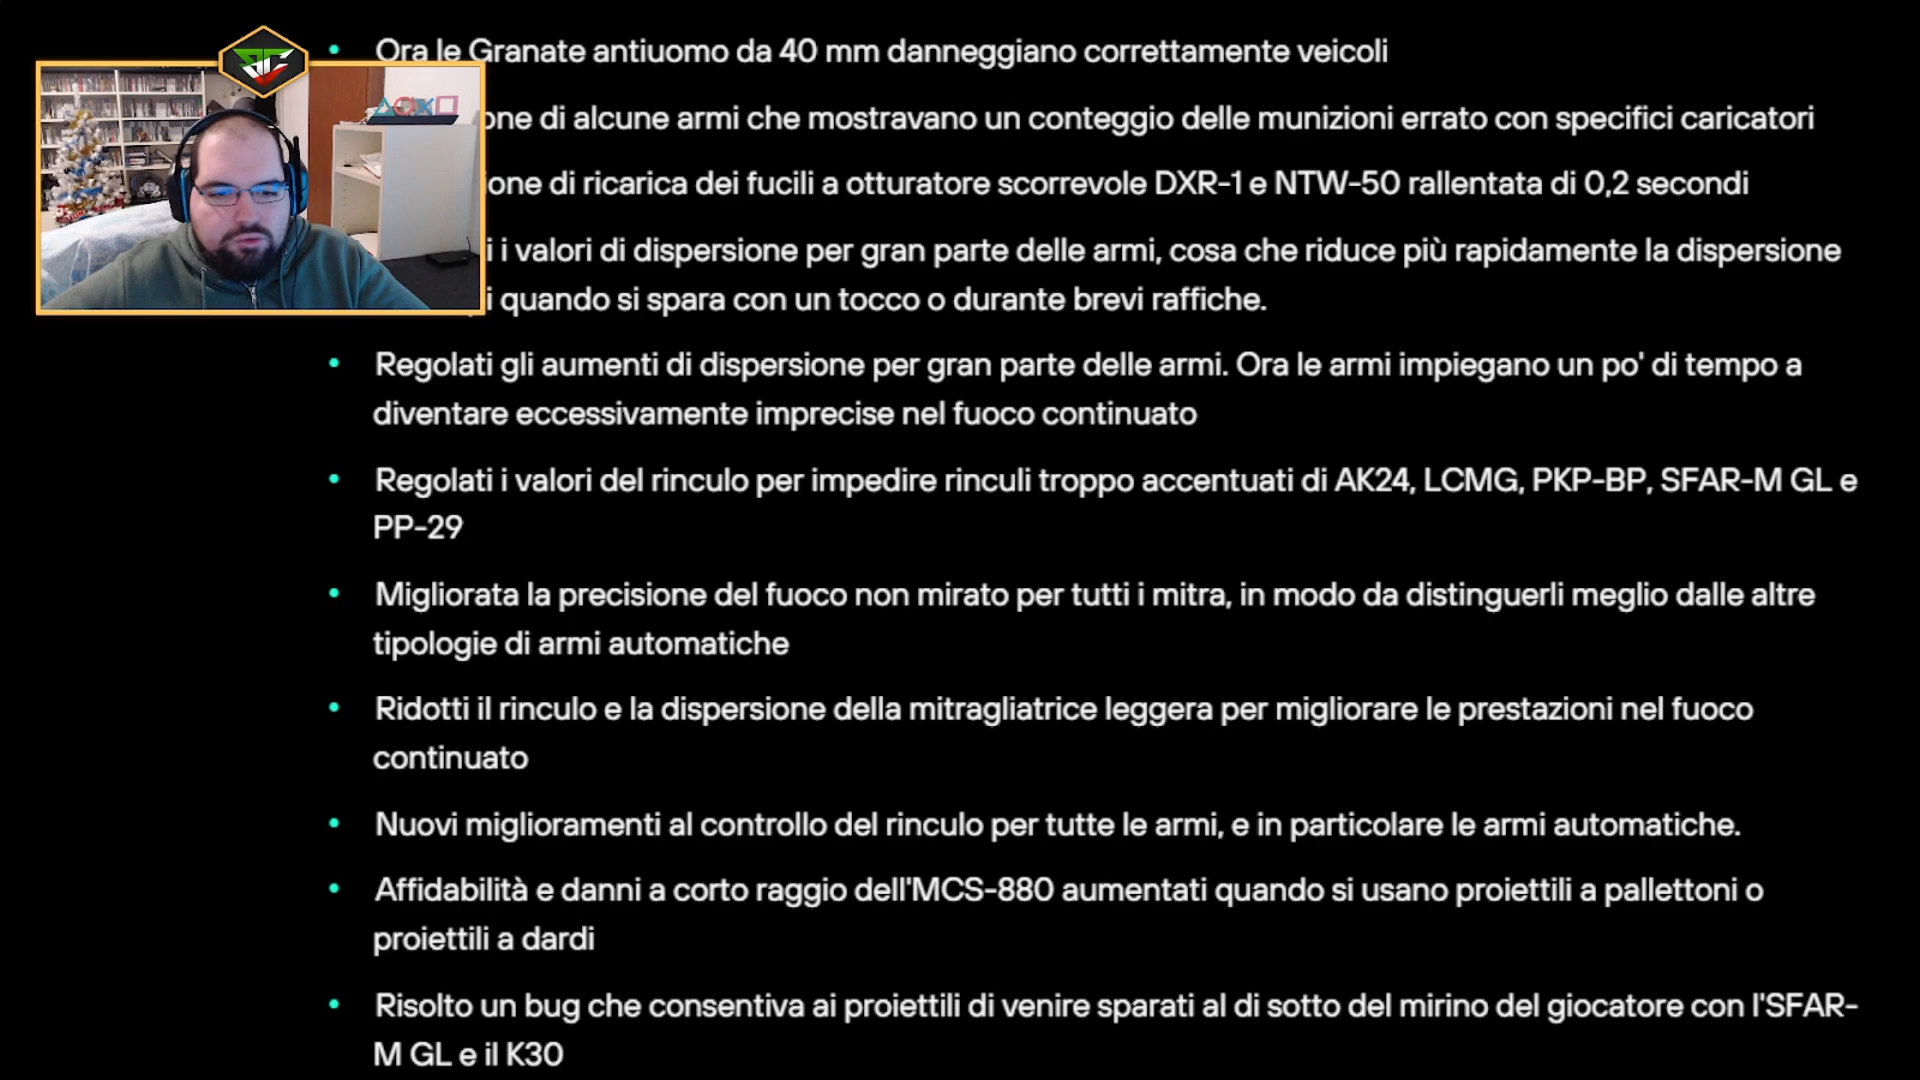 Ora le Granate antiuomo da 40 mm danneggiano correttamente veicoli
di alcune armi che mostravano un conteggio delle munizioni errato con specifici caricatori
di ricarica dei fucili a otturatore scorrevole DXR-1 e NTW-50 rallentata di 0,2 secondi
i valori di dispersione per gran parte delle armi, cosa che riduce più rapidamente la dispersione
quando si spara con un tocco o durante brevi raffiche.
Regolati gli aumenti di dispersione per gran parte delle armi. Ora le armi impiegano un po' di tempo a
diventare eccessivamente imprecise nel fuoco continuato
Regolati i valori del rinculo per impedire rinculi troppo accentuati di AK24, LCMG, PKP-BP, SFAR-M GL e
PP-29
Migliorata la precisione del fuoco non mirato per tutti i mitra, in modo da distinguerli meglio dalle altre
tipologie di armi automatiche
Ridotti il rinculo e la dispersione della mitragliatrice leggera per migliorare le prestazioni nel fuoco
continuato
Nuovi miglioramenti al controllo del rinculo per tutte le armi, e in particolare le armi automatiche.
Affidabilità e danni a corto raggio dell'MCS-880 aumentati quando si usano proiettili a pallettoni o
proiettili a dardi
Risolto un bug che consentiva ai proiettili di venire sparati al di sotto del mirino del giocatore con l'SFAR-
M GL e il K30